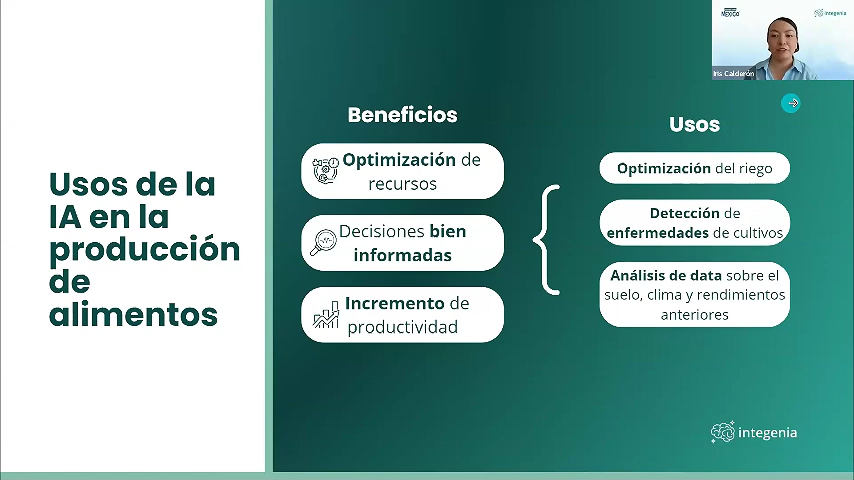 Usos de la
IA en la
producción
de
alimentos
Beneficios
Optimización de
recursos
Decisiones bien
informadas
Incremento de
productividad
Usos
Optimización del riego
Detección de
enfermedades de cultivos
Análisis de data sobre el
suelo, clima y rendimientos
anteriores
integenia
MÉXICO
integenia
Iris Calderón